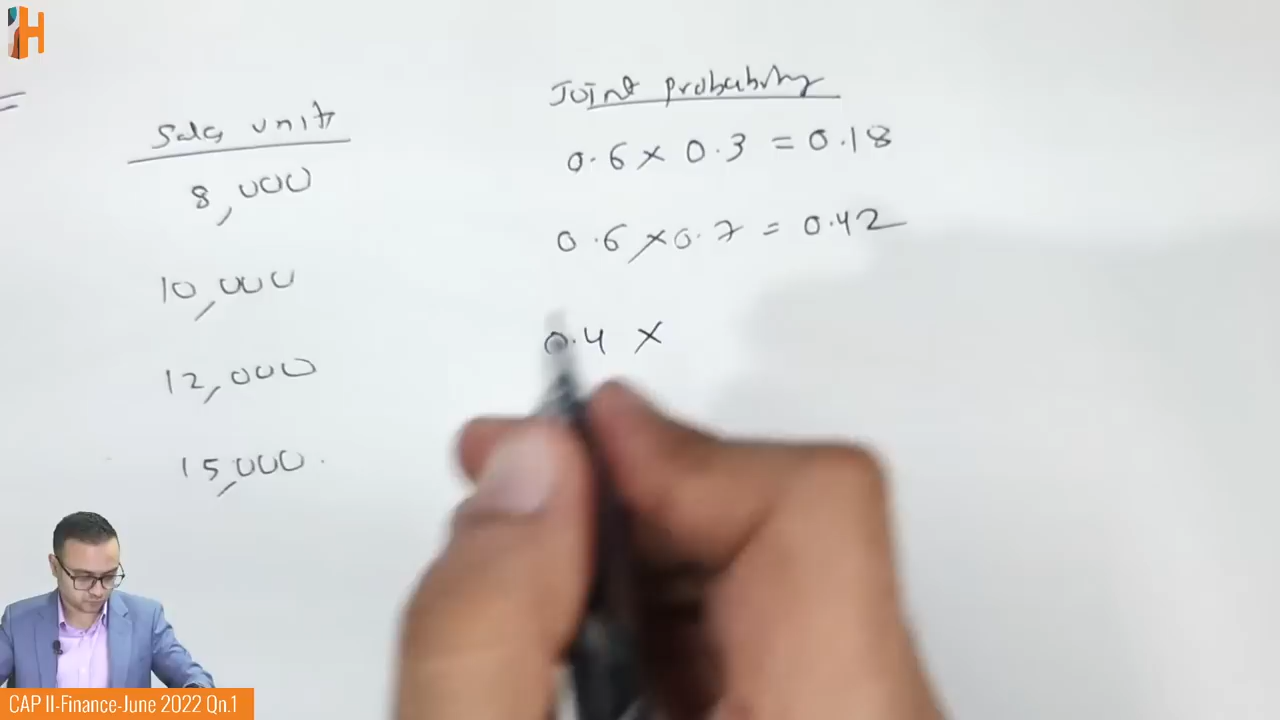 H
Joint probability
Sales unit
0.6 × 0.3 = 0.18
8,000
0.6 × 0.7 = 0.42
10,000
0.4 ×
12,000
15,000.
CAP II-Finance-June 2022 Qn.1